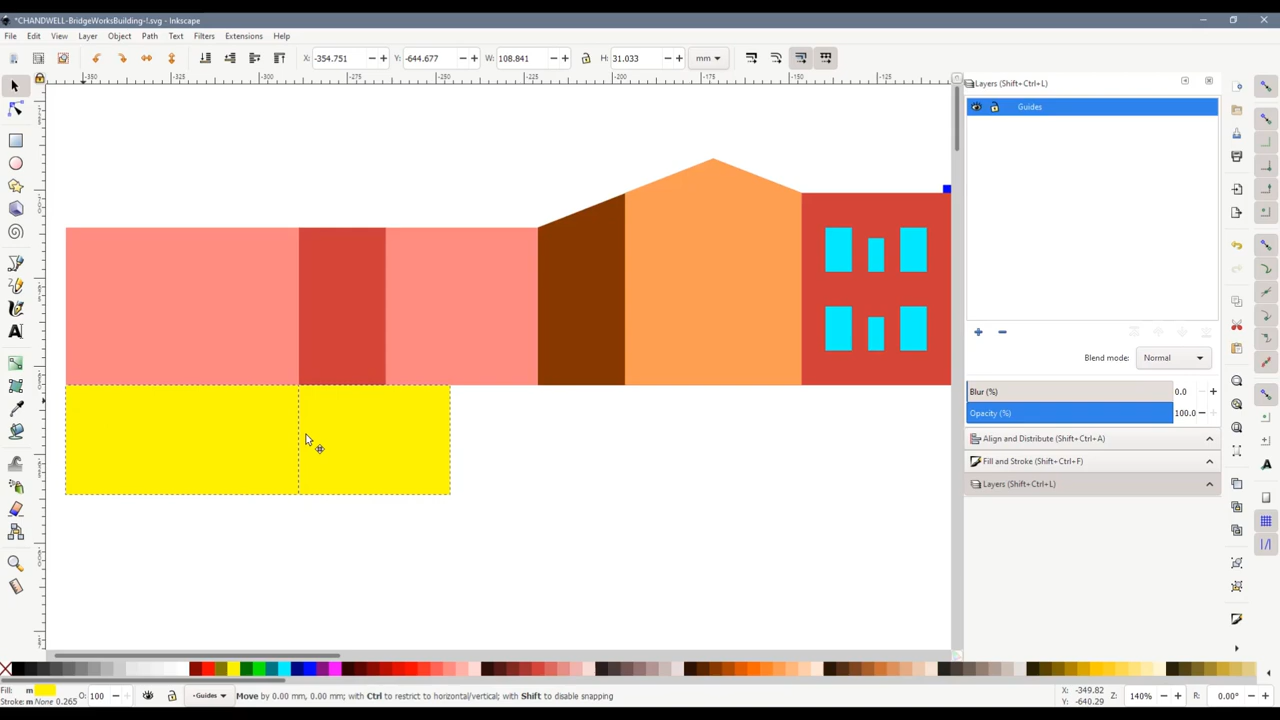 *CHANDWELL-BridgeWorksBuilding-!.svg - Inkscape
File Edit View Layer Object Path Text Filters Extensions Help
X: -354.751 Y: -644.677 W: 108.841 H: 31.033 mm
Layers (Shift+Ctrl+L)
Guides
Blend mode: Normal
Blur (%) 0.0
Opacity (%) 100.0
Align and Distribute (Shift+Ctrl+A)
Fill and Stroke (Shift+Ctrl+F)
Layers (Shift+Ctrl+L)
Fill: m O: 100 Guides Move by 0.00 mm, 0.00 mm; with Ctrl to restrict to horizontal/vertical; with Shift to disable snapping X: -349.82 Z: 140% R: 0.00°
Stroke: m None 0.265 Y: -640.29